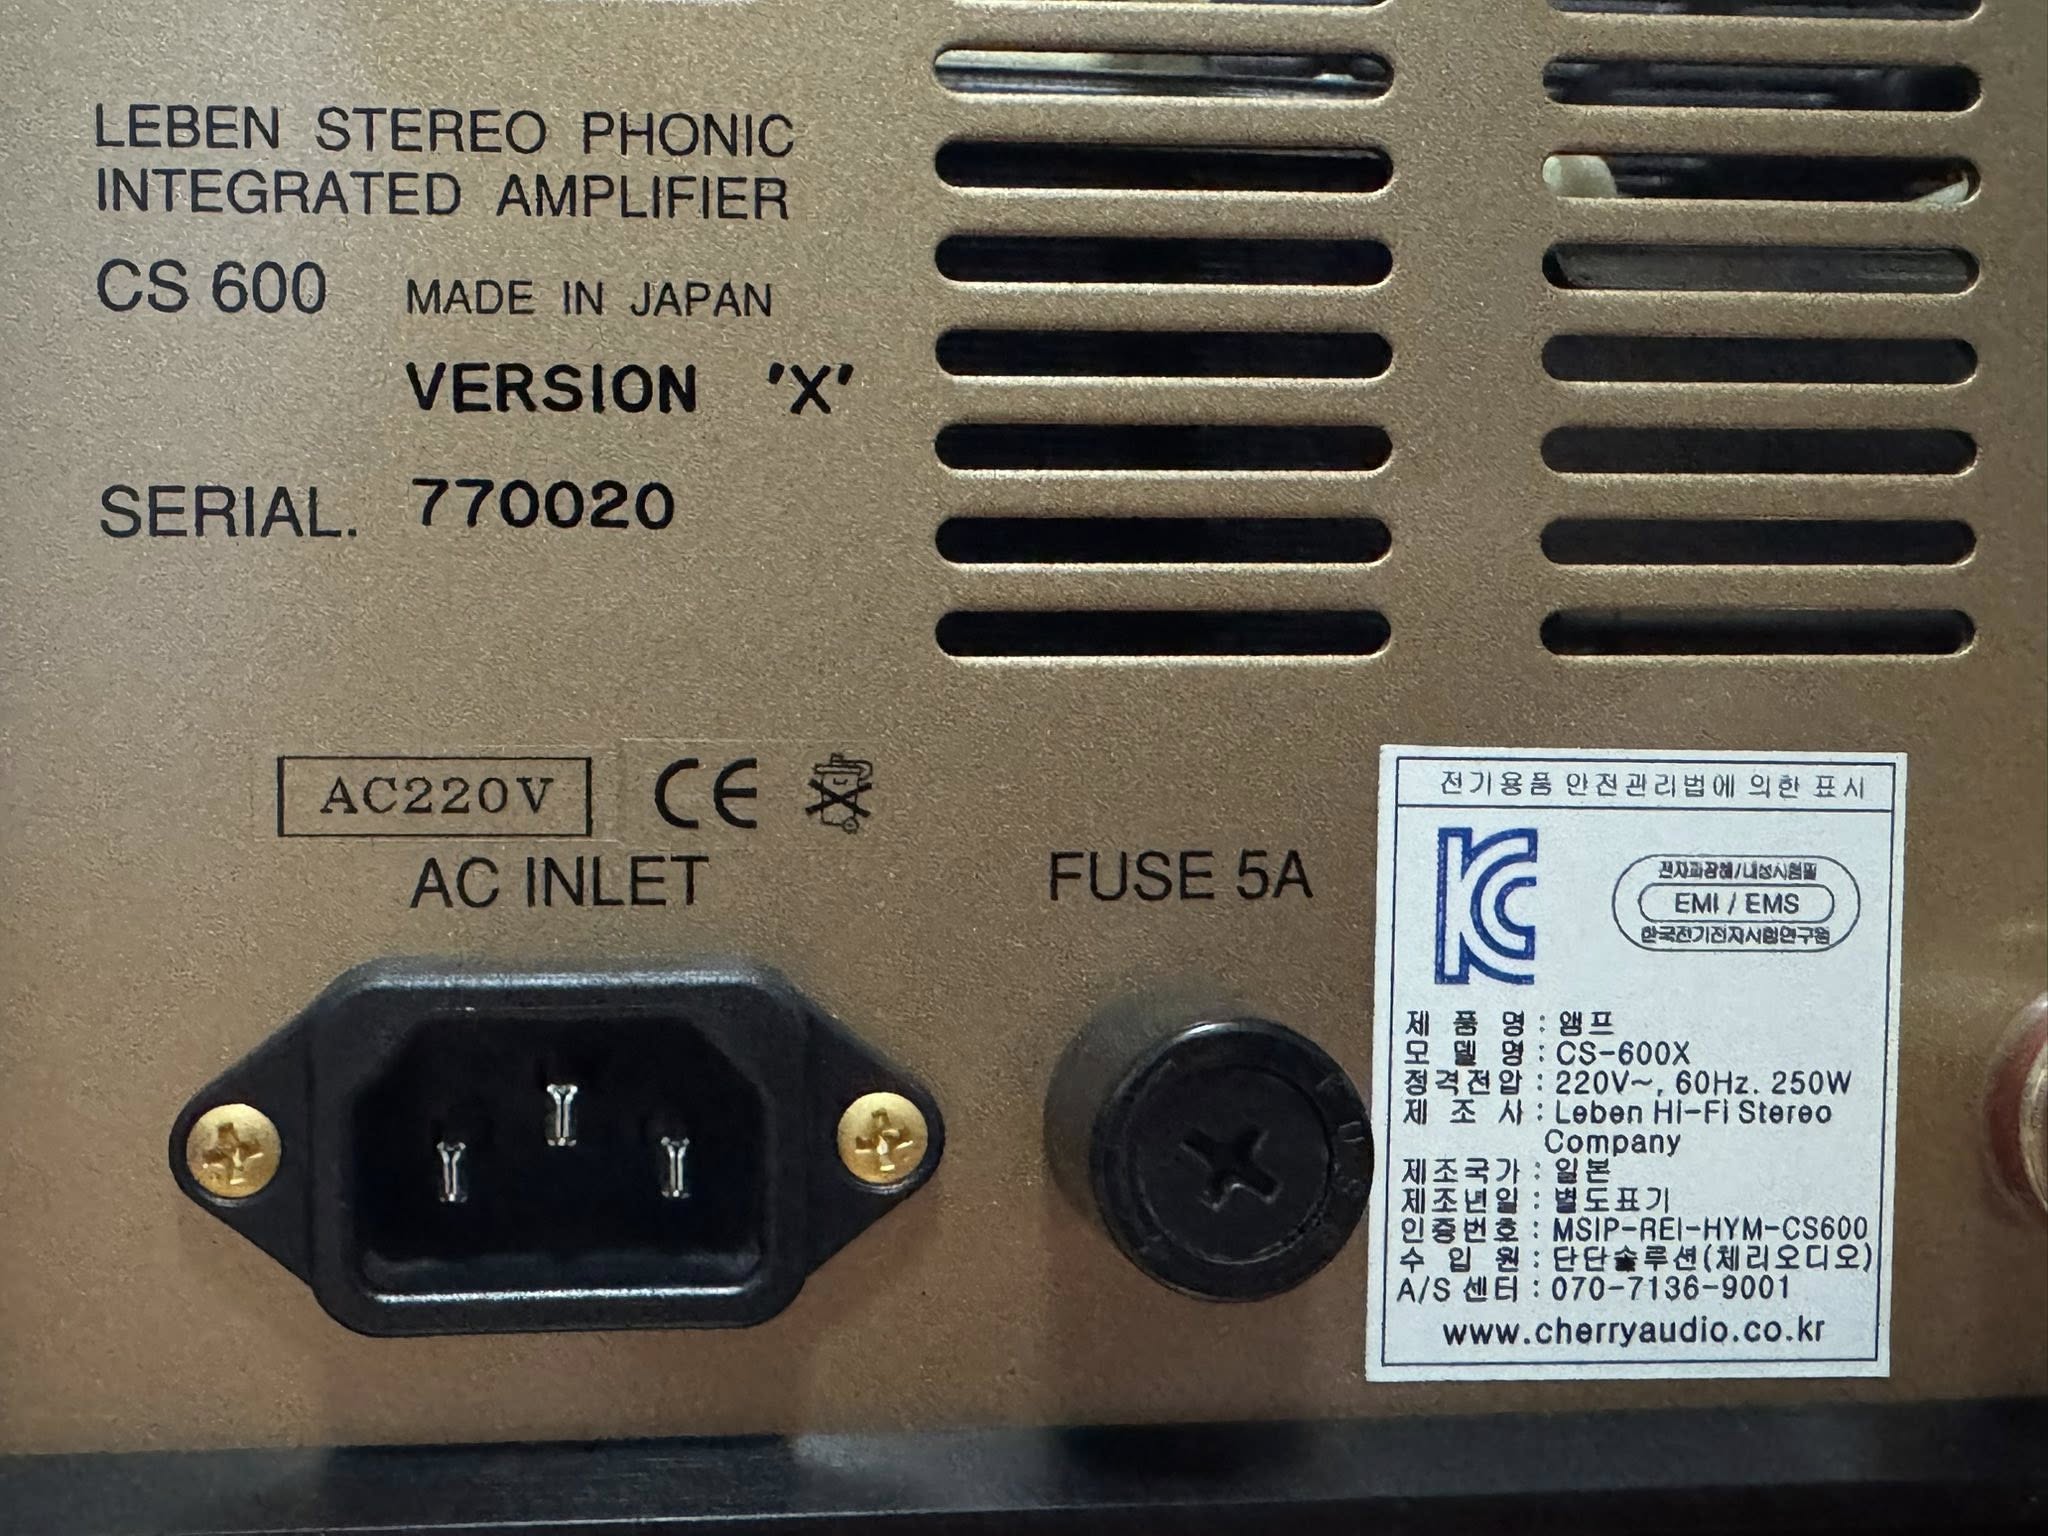 LEBEN STEREO PHONIC
INTEGRATED AMPLIFIER
CS 600 MADE IN JAPAN
VERSION 'X'
SERIAL. 770020
AC220V CE
AC INLET
FUSE 5A
전기용품 안전관리법에 의한 표시
KC
전자파장해/내성시험필
EMI / EMS
한국전기전자시험연구원
제 품 명 : 앰프
모 델 명 : CS-600X
정격전압 : 220V~, 60Hz. 250W
제 조 사 : Leben Hi-Fi Stereo
Company
제조국가 : 일본
제조년일 : 별도표기
인증번호 : MSIP-REI-HYM-CS600
수 입 원 : 단단솔루션(체리오디오)
A/S 센터 : 070-7136-9001
www.cherryaudio.co.kr